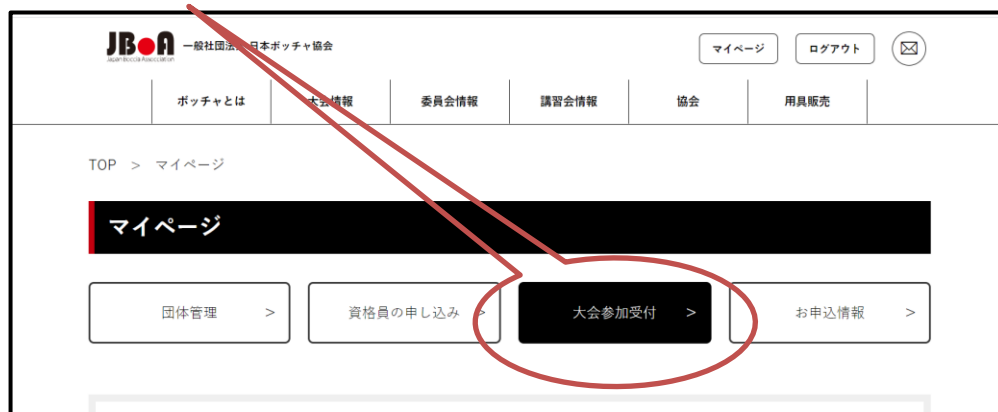 JBoA 一般社団法人日本ボッチャ協会
Japan Boccia Association
マイページ ログアウト
ボッチャとは 大会情報 委員会情報 講習会情報 協会 用具販売
TOP > マイページ
マイページ
団体管理 > 資格員の申し込み > 大会参加受付 > お申込情報 >